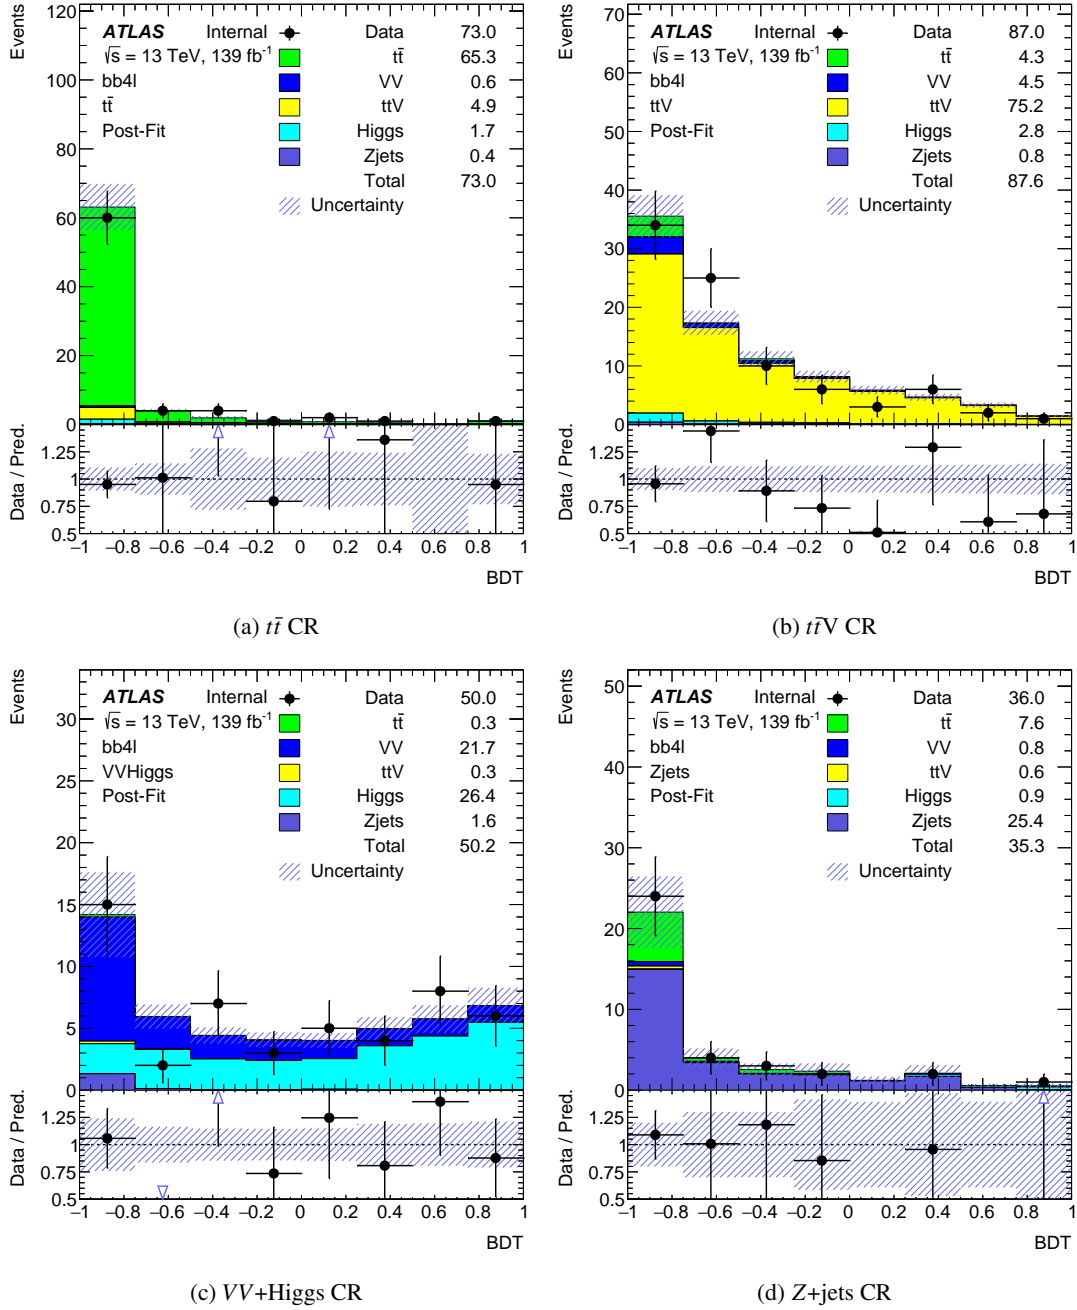 Events
120
100
80
60
40
20
0
ATLAS Internal
√s = 13 TeV, 139 fb-1
bb4l
tt̄
Post-Fit
Data 73.0
tt̄ 65.3
VV 0.6
ttV 4.9
Higgs 1.7
Zjets 0.4
Total 73.0
Uncertainty
Data / Pred.
1.25
1
0.75
0.5
−1 −0.8 −0.6 −0.4 −0.2 0 0.2 0.4 0.6 0.8 1
BDT
(a) tt̄ CR
Events
70
60
50
40
30
20
10
0
ATLAS Internal
√s = 13 TeV, 139 fb-1
bb4l
ttV
Post-Fit
Data 87.0
tt̄ 4.3
VV 4.5
ttV 75.2
Higgs 2.8
Zjets 0.8
Total 87.6
Uncertainty
Data / Pred.
1.25
1
0.75
0.5
−1 −0.8 −0.6 −0.4 −0.2 0 0.2 0.4 0.6 0.8 1
BDT
(b) tt̄V CR
Events
30
25
20
15
10
5
0
ATLAS Internal
√s = 13 TeV, 139 fb-1
bb4l
VVHiggs
Post-Fit
Data 50.0
tt̄ 0.3
VV 21.7
ttV 0.3
Higgs 26.4
Zjets 1.6
Total 50.2
Uncertainty
Data / Pred.
1.25
1
0.75
0.5
−1 −0.8 −0.6 −0.4 −0.2 0 0.2 0.4 0.6 0.8 1
BDT
(c) VV+Higgs CR
Events
50
40
30
20
10
0
ATLAS Internal
√s = 13 TeV, 139 fb-1
bb4l
Zjets
Post-Fit
Data 36.0
tt̄ 7.6
VV 0.8
ttV 0.6
Higgs 0.9
Zjets 25.4
Total 35.3
Uncertainty
Data / Pred.
1.25
1
0.75
0.5
−1 −0.8 −0.6 −0.4 −0.2 0 0.2 0.4 0.6 0.8 1
BDT
(d) Z+jets CR